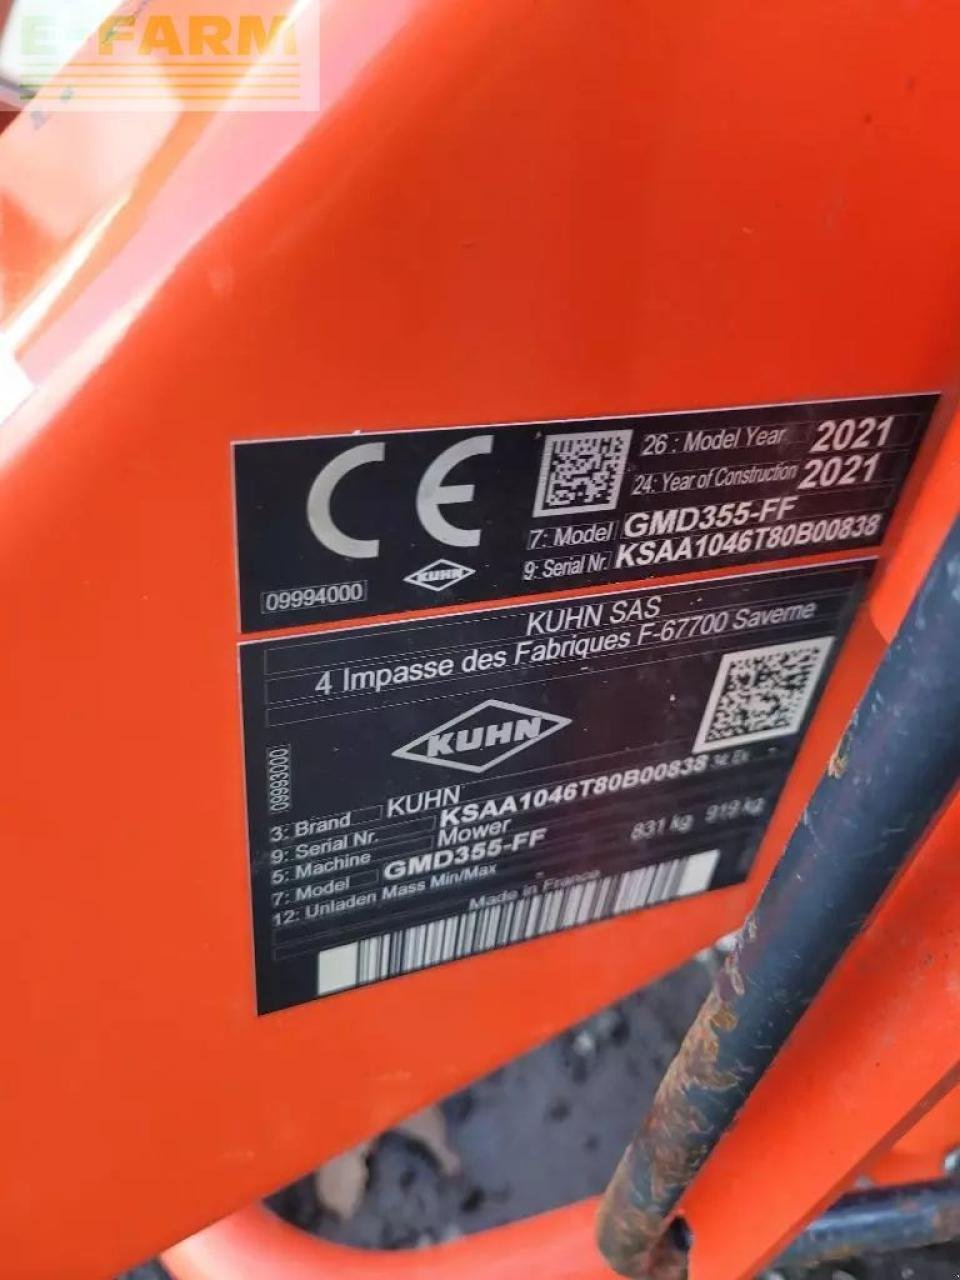 E-FARM
26 : Model Year 2021
24: Year of Construction 2021
7: Model GMD355-FF
9: Serial Nr. KSAA1046T80B00838
KUHN
09994000
KUHN SAS
4 Impasse des Fabriques F-67700 Saverne
KUHN
09993000
3: Brand KUHN
9: Serial Nr. KSAA1046T80B00838
5: Machine Mower
7: Model GMD355-FF
12: Unladen Mass Min/Max 831 kg 919 kg
Made in France